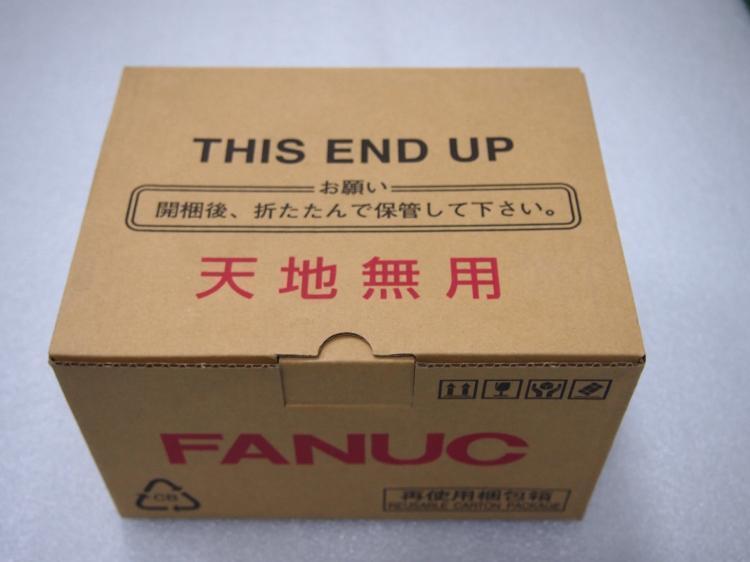 THIS END UP
お願い
開梱後、折たたんで保管して下さい。
天地無用
FANUC
CB
再使用梱包箱
REUSABLE CARTON PACKAGE